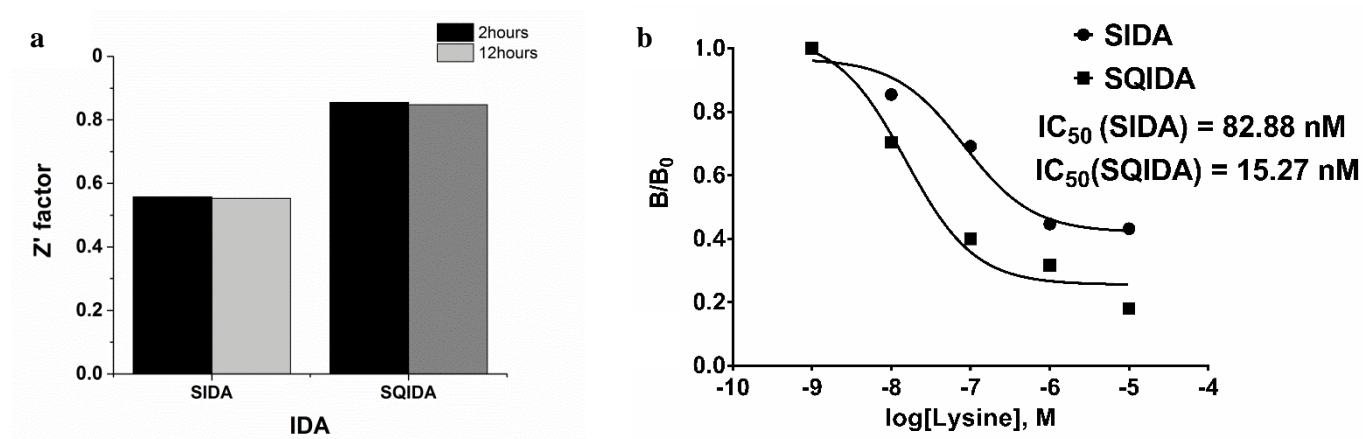 a
2hours
12hours
0
0.8
0.6
0.4
0.2
0.0
Z' factor
SIDA
SQIDA
IDA
b
SIDA
SQIDA
IC50 (SIDA) = 82.88 nM
IC50(SQIDA) = 15.27 nM
1.0
0.8
0.6
0.4
0.2
0.0
B/B0
-10
-9
-8
-7
-6
-5
-4
log[Lysine], M